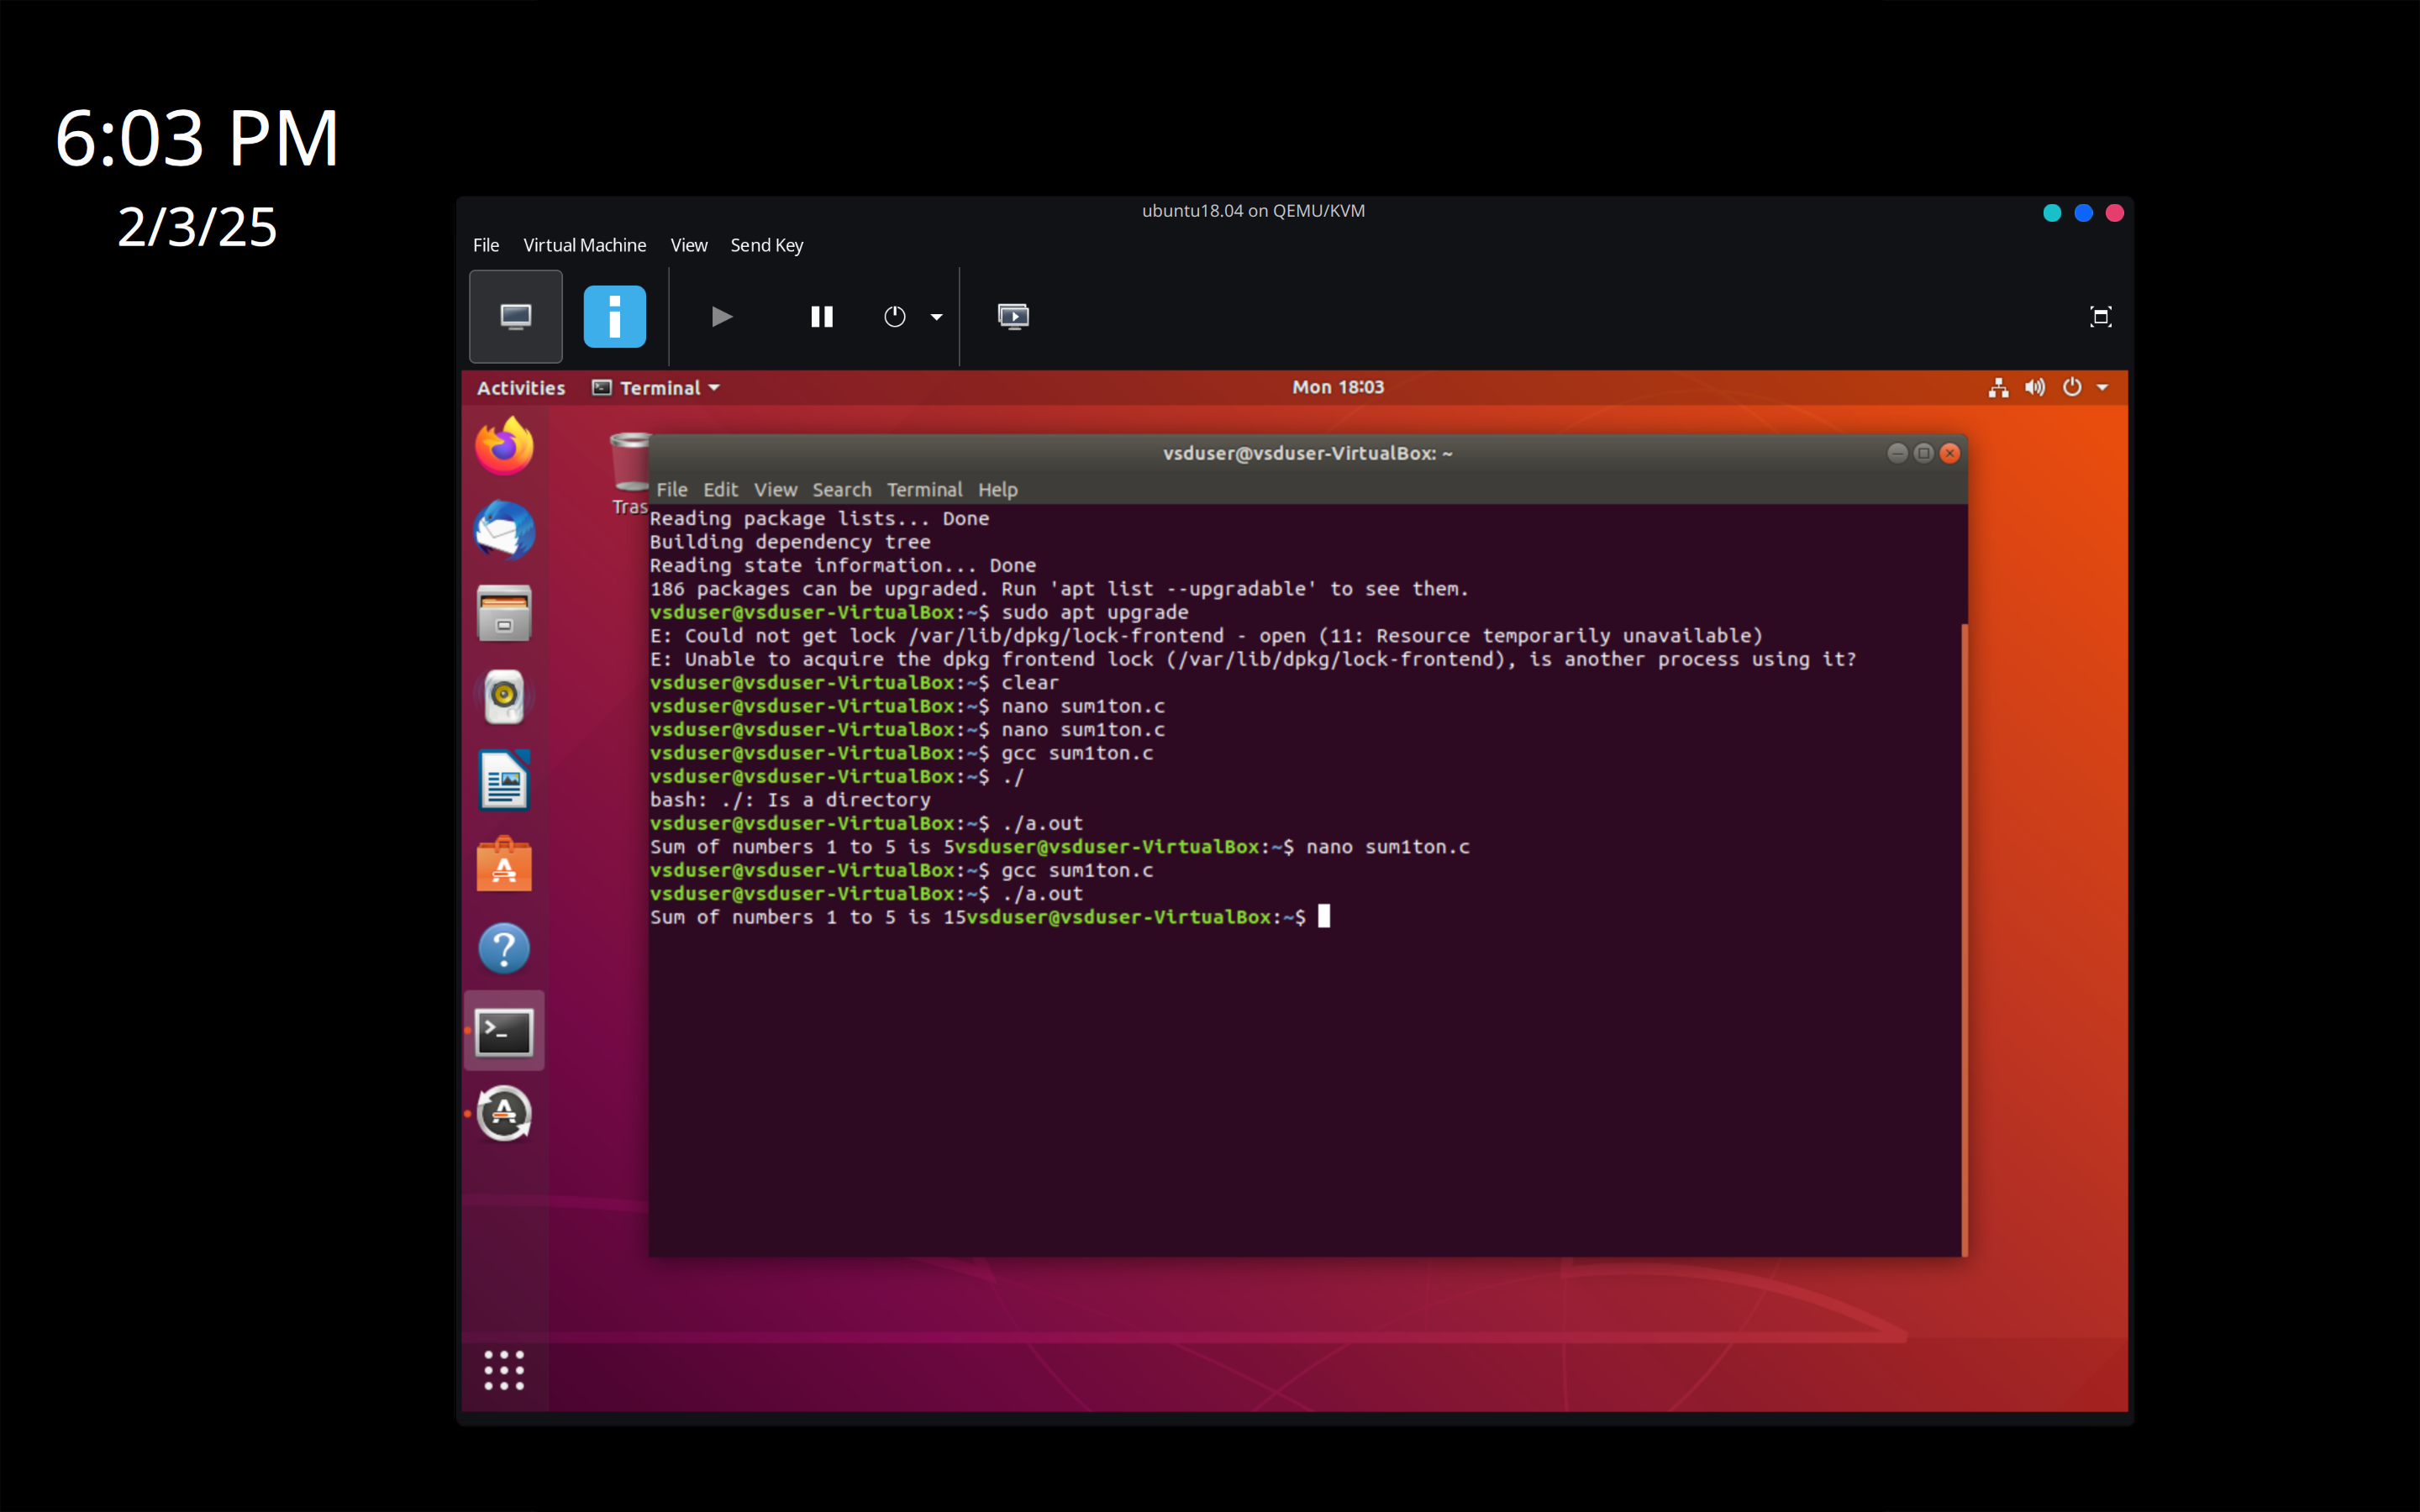 6:03 PM
2/3/25
ubuntu18.04 on QEMU/KVM
File Virtual Machine View Send Key
Activities Terminal Mon 18:03
vsduser@vsduser-VirtualBox: ~
File Edit View Search Terminal Help
Tras
Reading package lists... Done
Building dependency tree
Reading state information... Done
186 packages can be upgraded. Run 'apt list --upgradable' to see them.
vsduser@vsduser-VirtualBox:~$ sudo apt upgrade
E: Could not get lock /var/lib/dpkg/lock-frontend - open (11: Resource temporarily unavailable)
E: Unable to acquire the dpkg frontend lock (/var/lib/dpkg/lock-frontend), is another process using it?
vsduser@vsduser-VirtualBox:~$ clear
vsduser@vsduser-VirtualBox:~$ nano sum1ton.c
vsduser@vsduser-VirtualBox:~$ nano sum1ton.c
vsduser@vsduser-VirtualBox:~$ gcc sum1ton.c
vsduser@vsduser-VirtualBox:~$ ./
bash: ./: Is a directory
vsduser@vsduser-VirtualBox:~$ ./a.out
Sum of numbers 1 to 5 is 5vsduser@vsduser-VirtualBox:~$ nano sum1ton.c
vsduser@vsduser-VirtualBox:~$ gcc sum1ton.c
vsduser@vsduser-VirtualBox:~$ ./a.out
Sum of numbers 1 to 5 is 15vsduser@vsduser-VirtualBox:~$